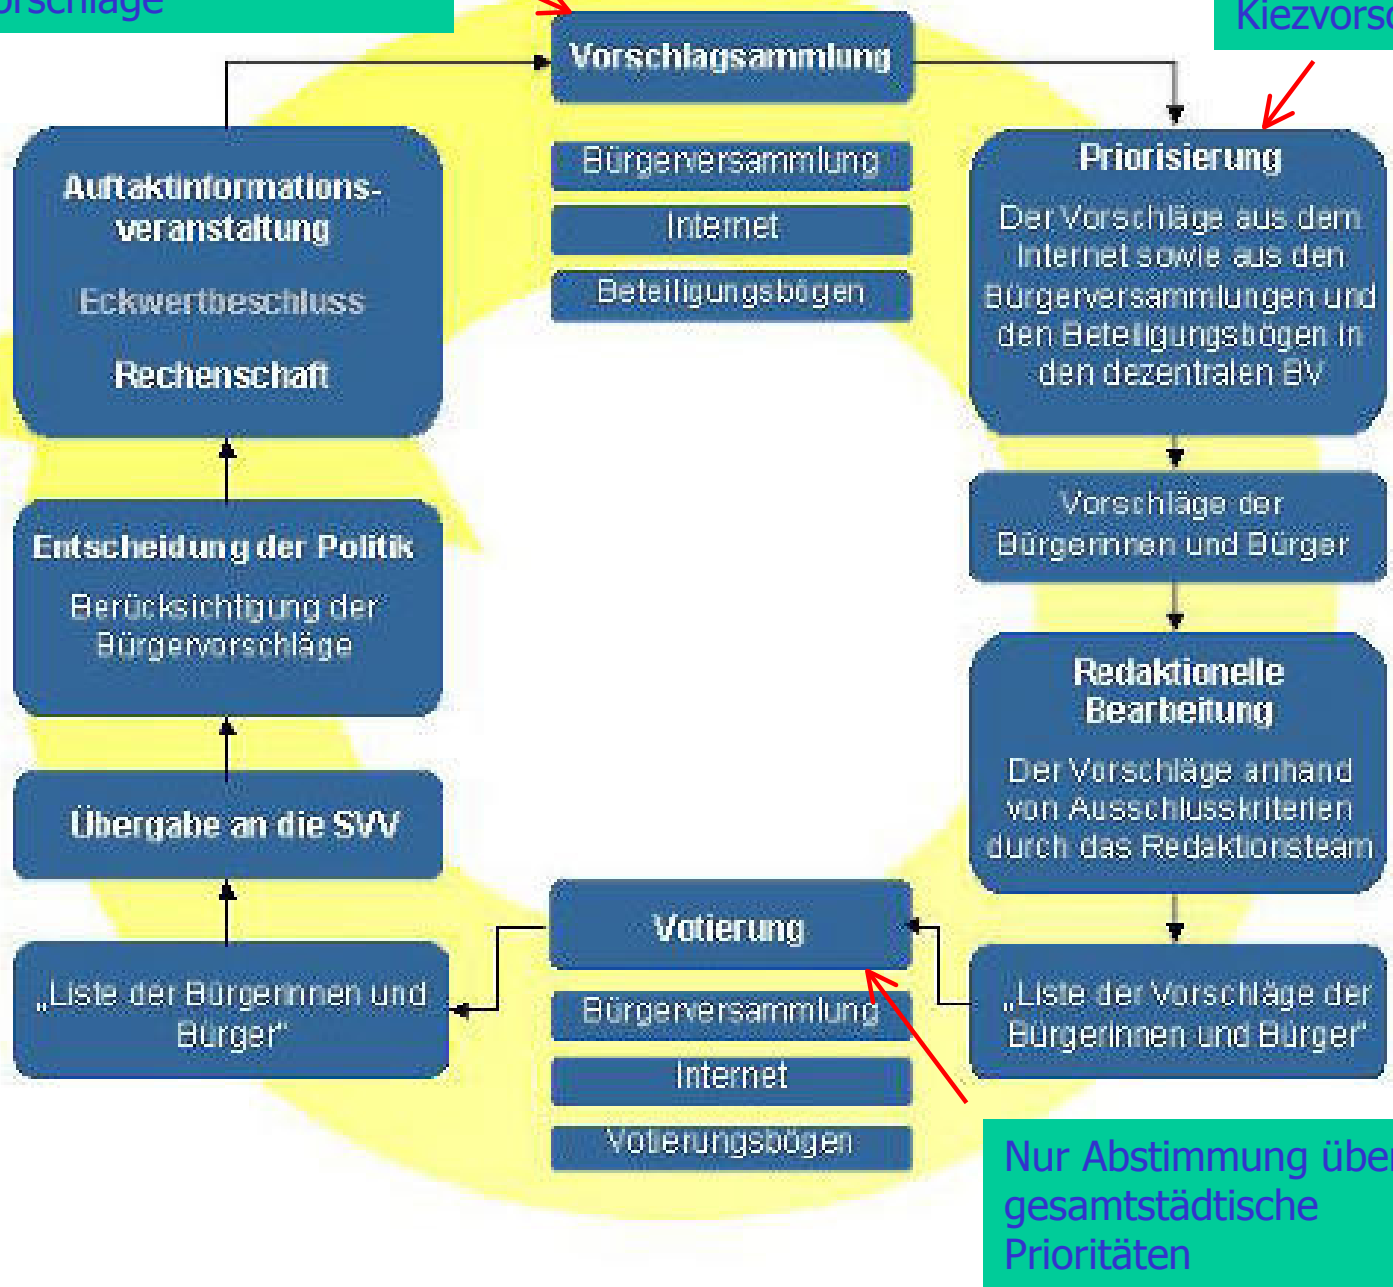 Vorschlagsammlung
Bürgerversammlung
Internet
Beteiligungsbögen
Priorisierung
Der Vorschläge aus dem
Internet sowie aus den
Bürgerversammlungen und
den Beteiligungsbögen in
den dezentralen BV
Vorschläge der
Bürgerinnen und Bürger
Redaktionelle
Bearbeitung
Der Vorschläge anhand
von Ausschlusskriterien
durch das Redaktionsteam
„Liste der Vorschläge der
Bürgerinnen und Bürger“
Nur Abstimmung über
gesamtstädtische
Prioritäten
Votierung
Bürgerversammlung
Internet
Votierungsbögen
„Liste der Bürgerinnen und
Bürger“
Übergabe an die SVV
Entscheidung der Politik
Berücksichtigung der
Bürgervorschläge
Auftaktinformations-
veranstaltung
Eckwertbeschluss
Rechenschaft